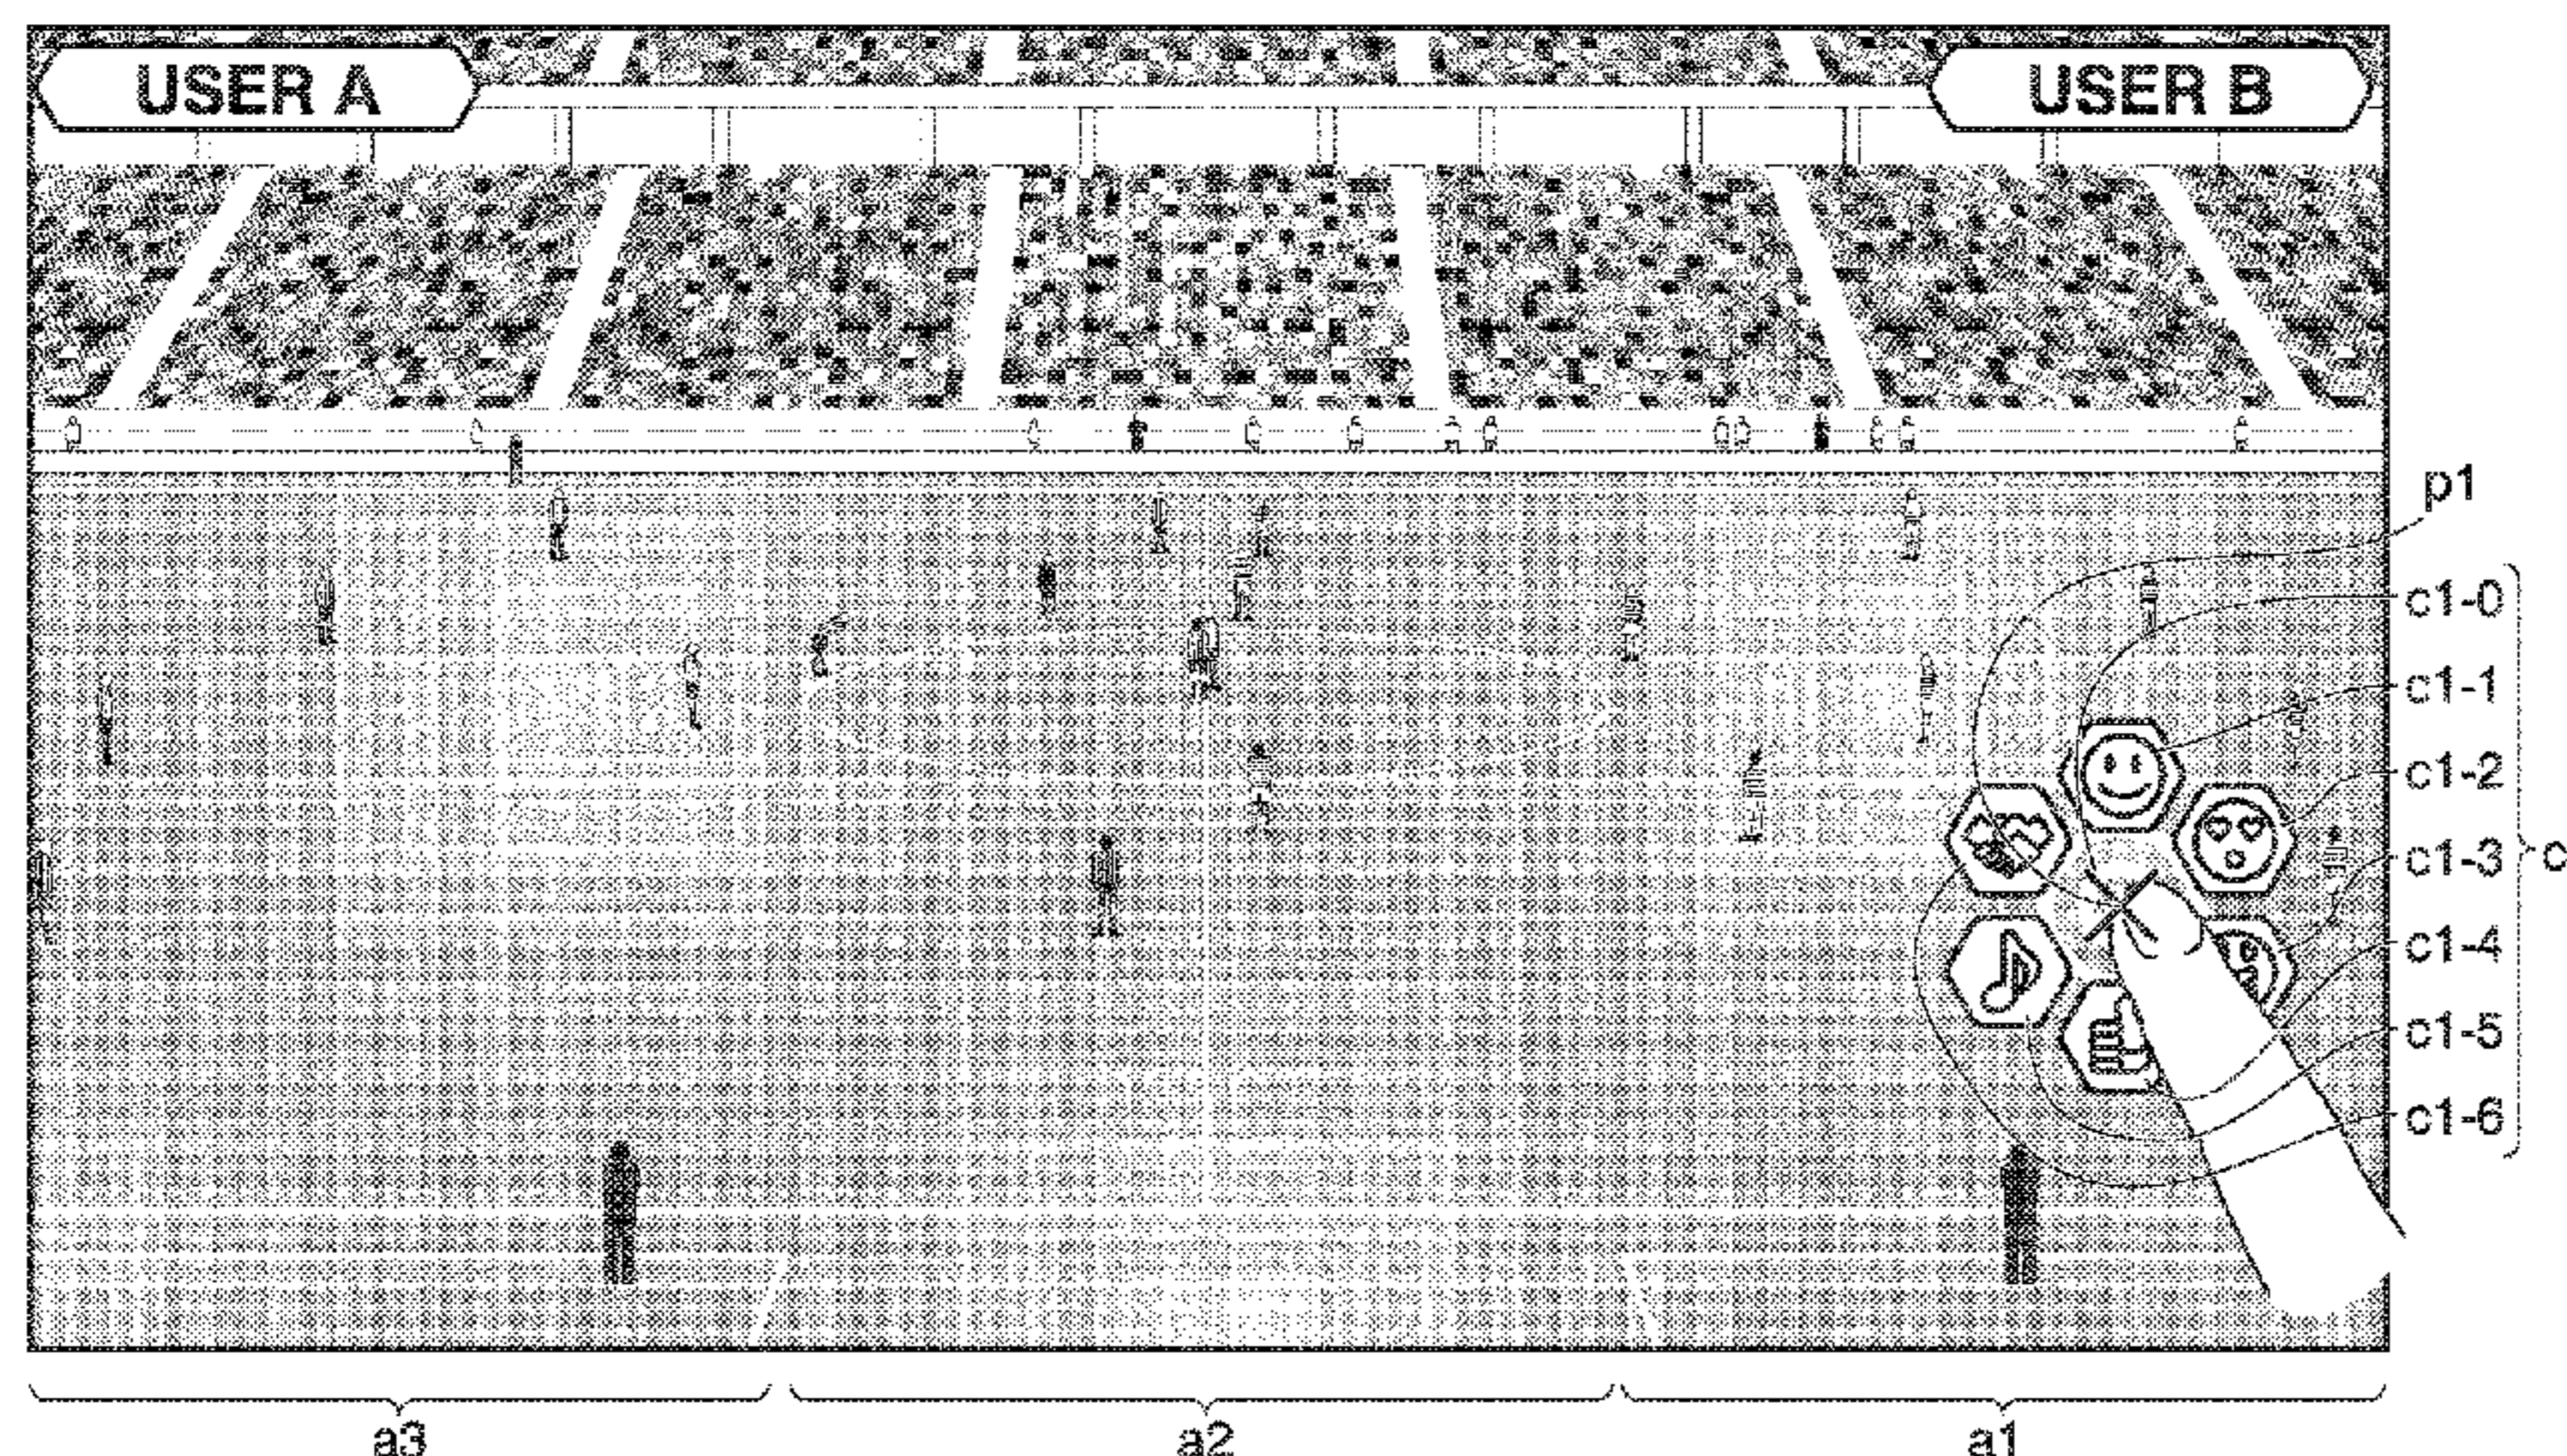 USER A
USER B
p1
c1-0
c1-1
c1-2
c1-3
c
c1-4
c1-5
c1-6
a3
a2
a1